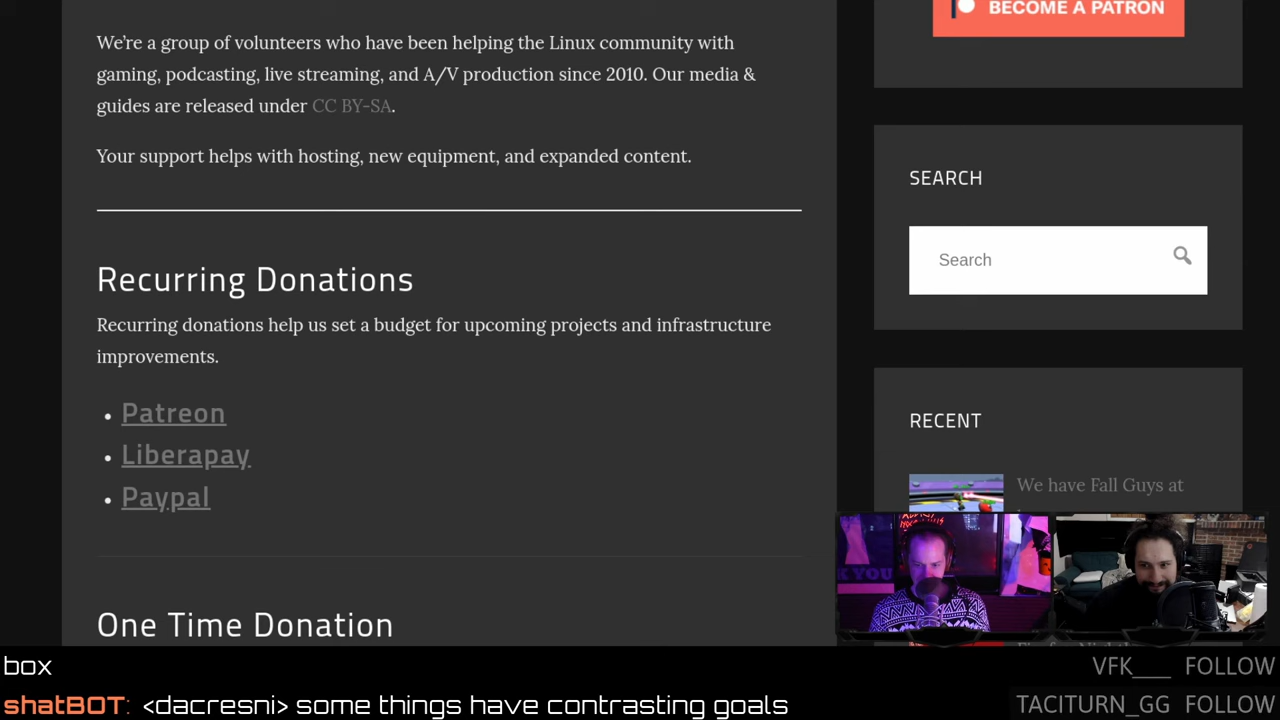 BECOME A PATRON
We're a group of volunteers who have been helping the Linux community with
gaming, podcasting, live streaming, and A/V production since 2010. Our media &
guides are released under CC BY-SA.
Your support helps with hosting, new equipment, and expanded content.
SEARCH
Search
Recurring Donations
Recurring donations help us set a budget for upcoming projects and infrastructure
improvements.
• Patreon
• Liberapay
• Paypal
RECENT
We have Fall Guys at
One Time Donation
box
shatBOT: <dacresni> some things have contrasting goals
VFK___ FOLLOW
TACITURN_GG FOLLOW